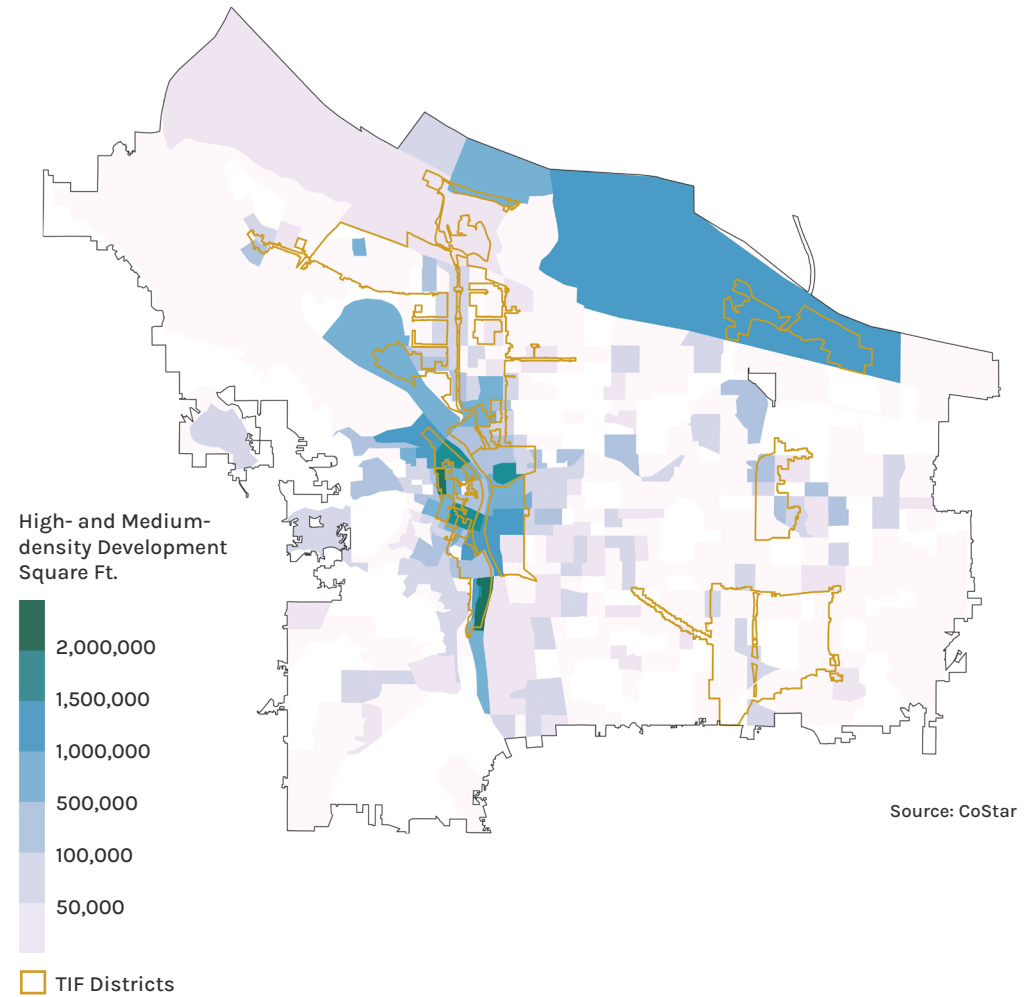 High- and Medium-
density Development
Square Ft.
2,000,000
1,500,000
1,000,000
500,000
100,000
50,000
TIF Districts
Source: CoStar